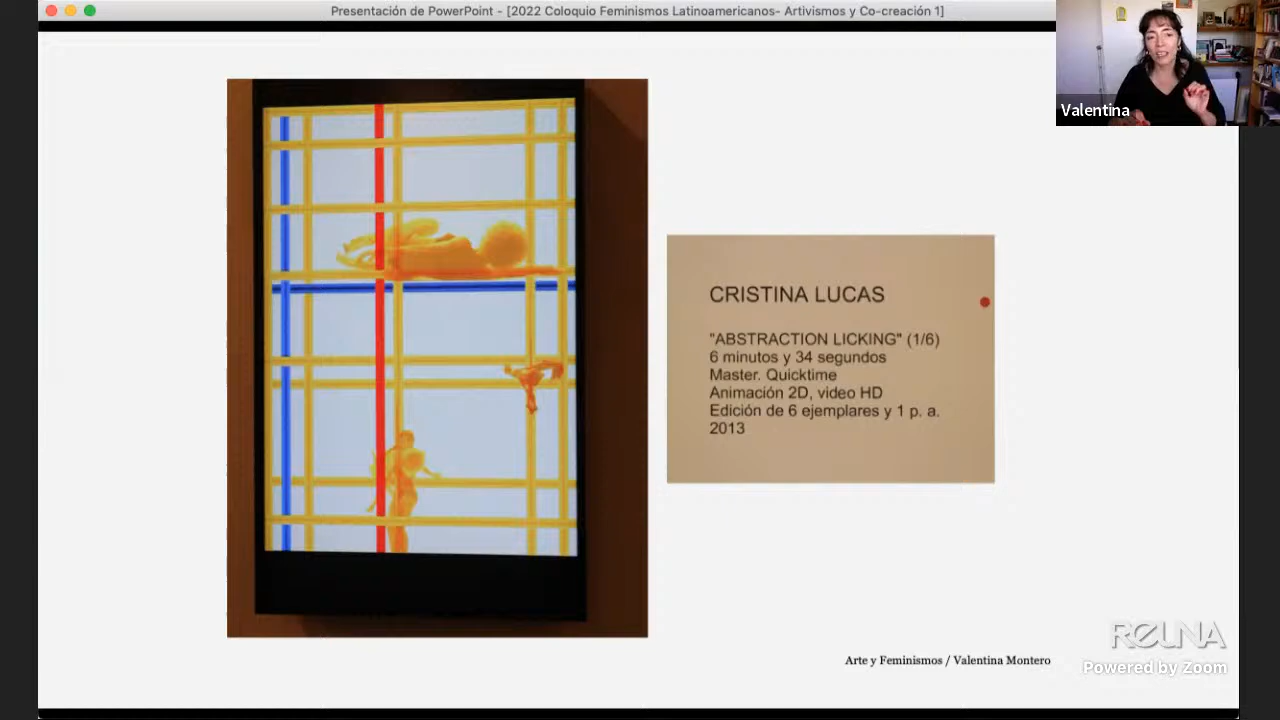 Presentación de PowerPoint - [2022 Coloquio Feminismos Latinoamericanos- Artivismos y Co-creación 1]
Valentina
CRISTINA LUCAS
"ABSTRACTION LICKING" (1/6)
6 minutos y 34 segundos
Master. Quicktime
Animación 2D, video HD
Edición de 6 ejemplares y 1 p. a.
2013
REUNA
Arte y Feminismos / Valentina Montero
Powered by Zoom